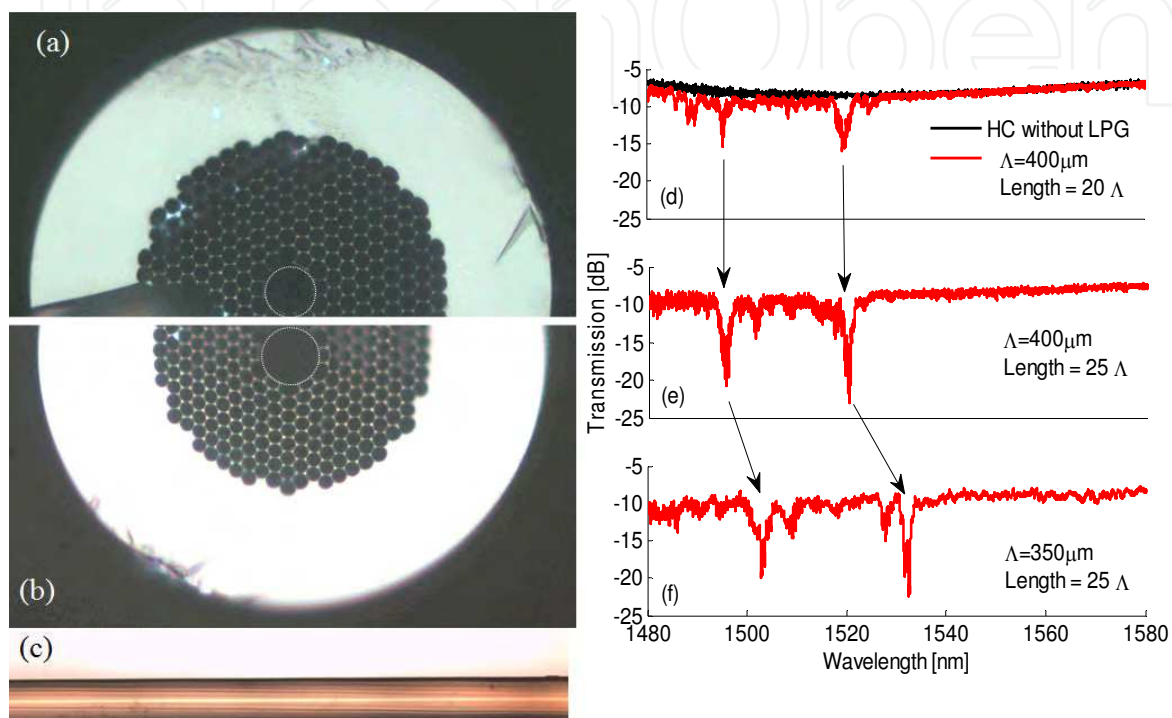 (a)
(b)
(c)
-5
-10
-15
-20
-25
HC without LPG
Λ=400μm
Length = 20 Λ
(d)
Transmission [dB]
-5
-10
-15
-20
-25
Λ=400μm
Length = 25 Λ
(e)
-5
-10
-15
-20
-25
Λ=350μm
Length = 25 Λ
(f)
1480 1500 1520 1540 1560 1580
Wavelength [nm]